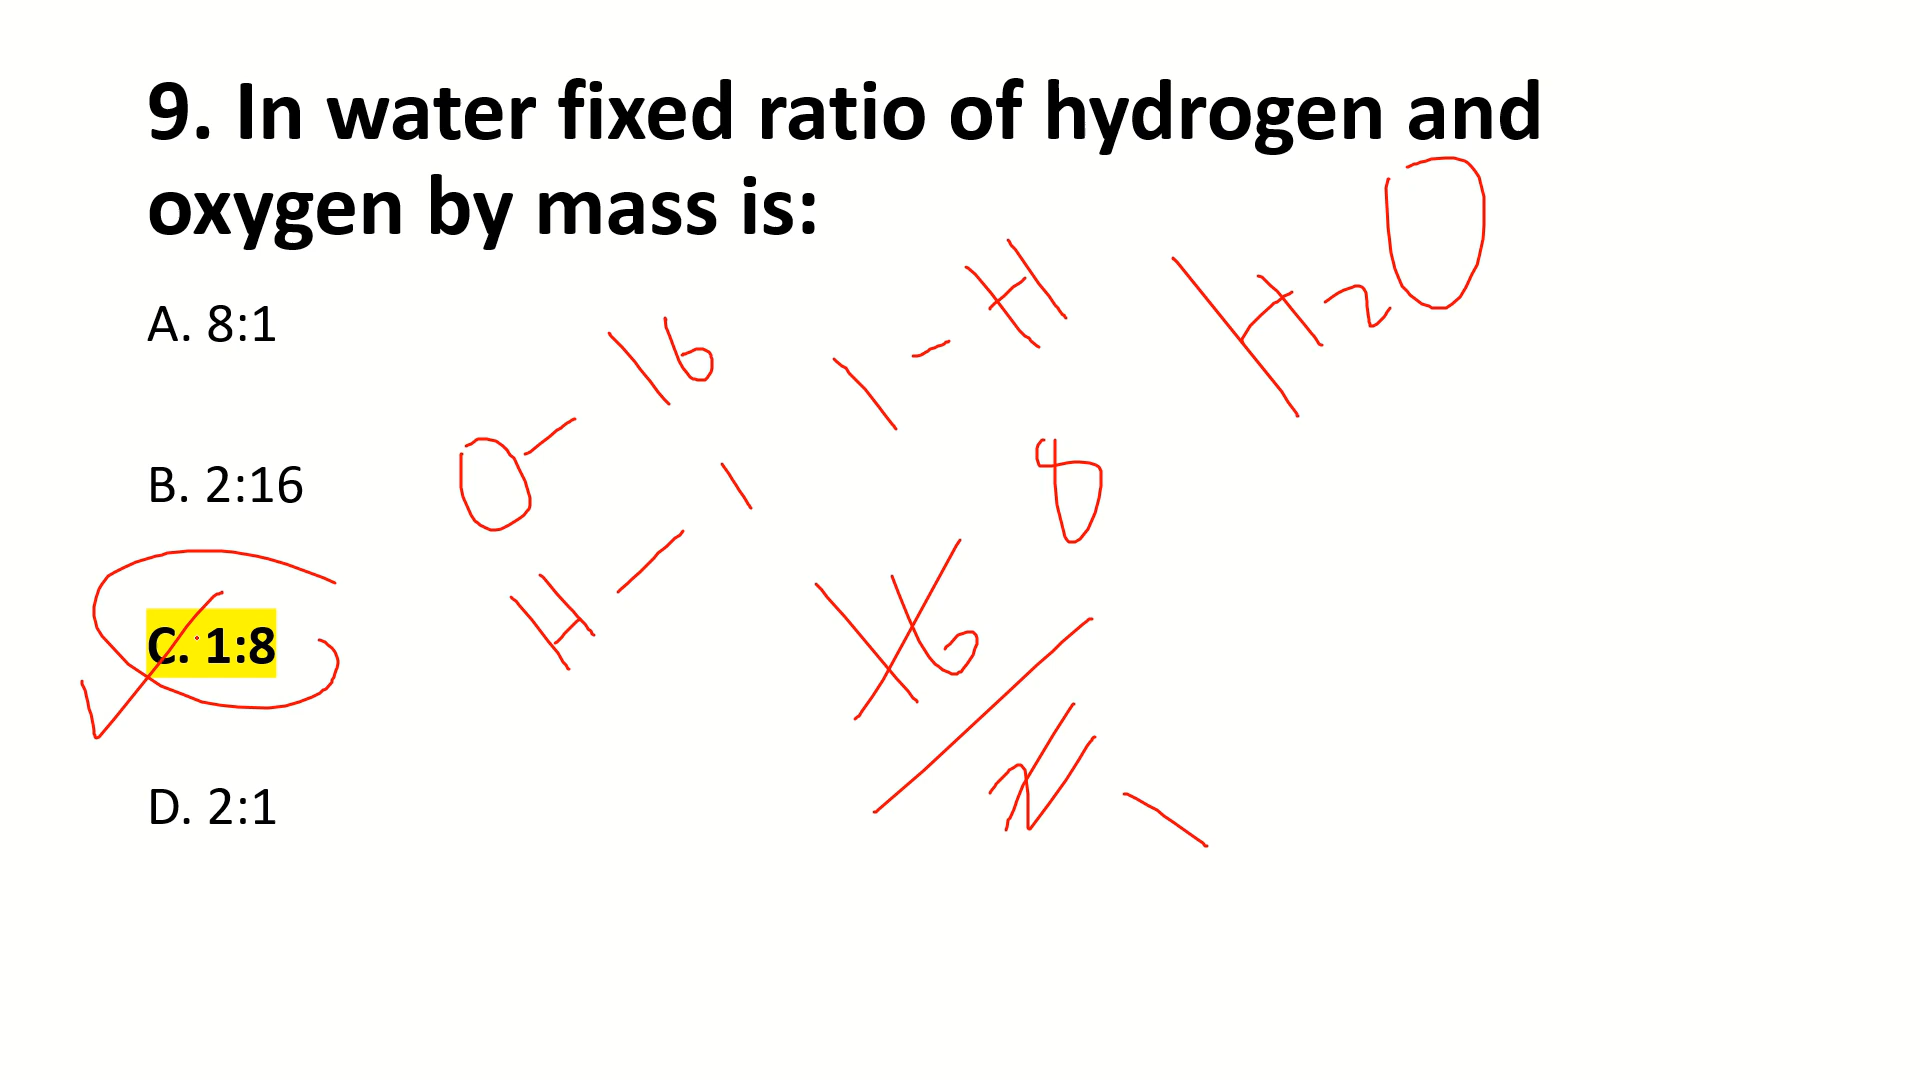 9. In water fixed ratio of hydrogen and
oxygen by mass is:
A. 8:1
B. 2:16
C. 1:8
D. 2:1
H2O
1 - H
O - 16
H - 1
8
16
2
1